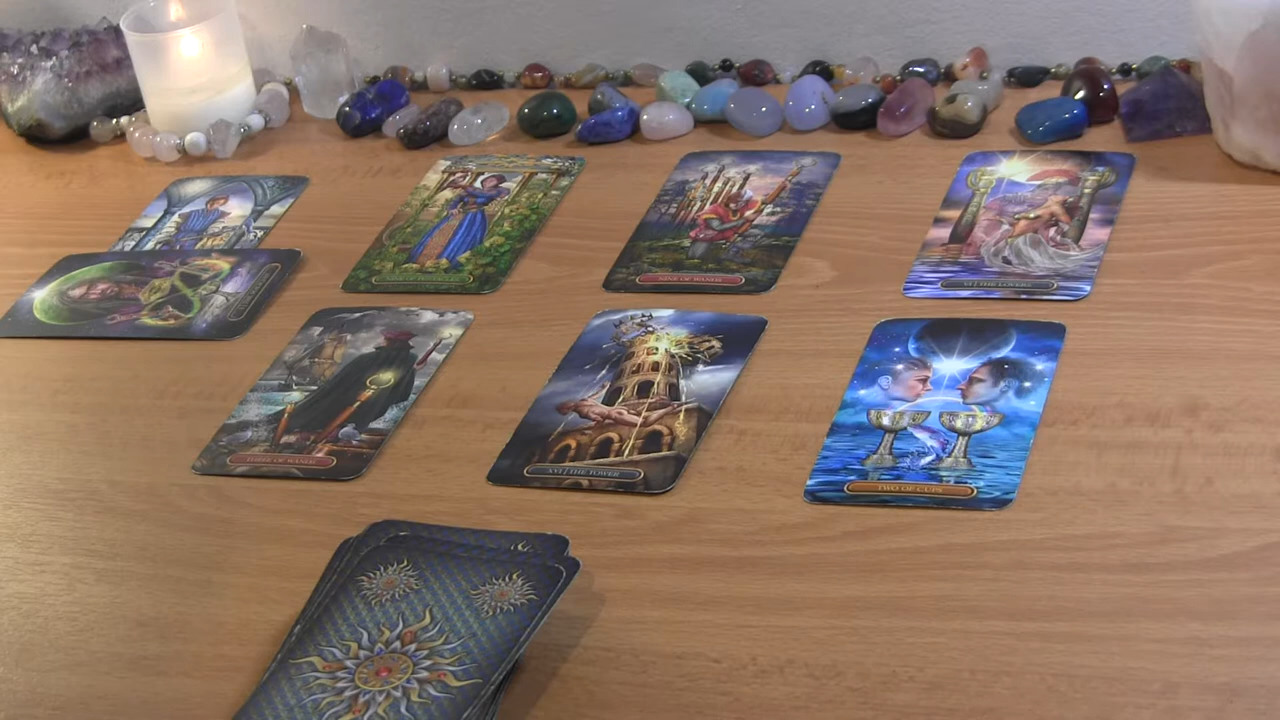 NINE OF WANDS
VI | THE LOVERS
THREE OF WANDS
XVI | THE TOWER
TWO OF CUPS